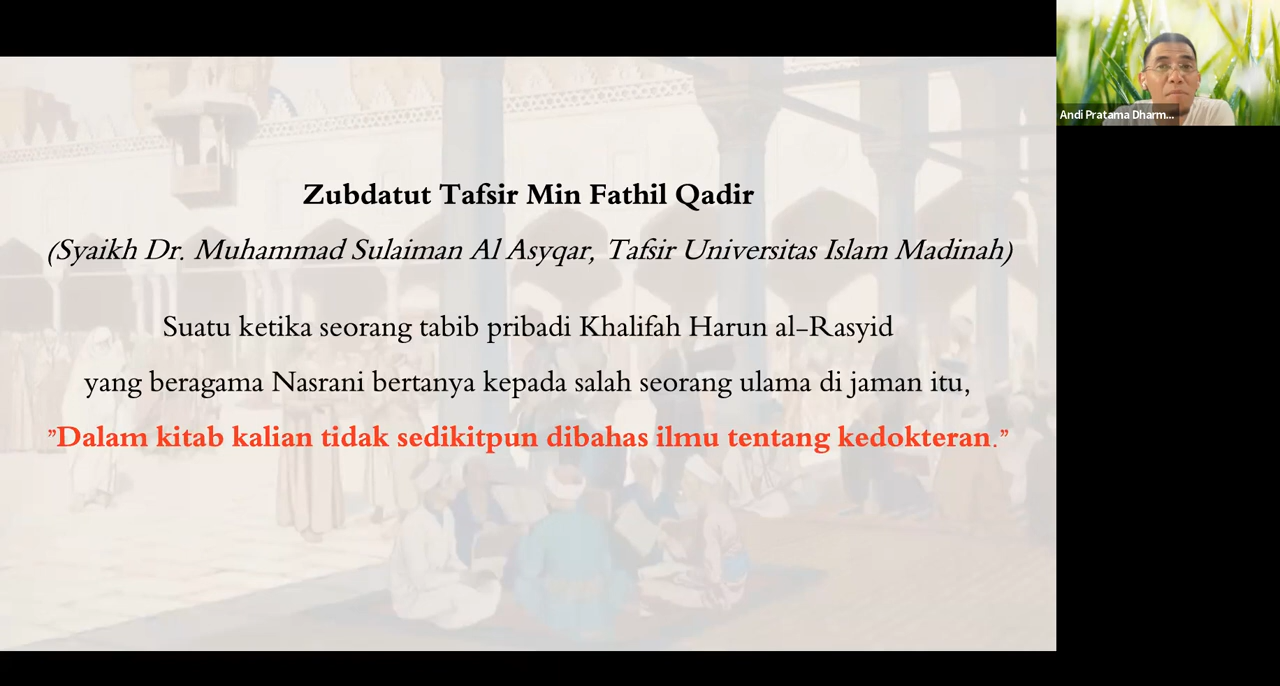 Zubdatut Tafsir Min Fathil Qadir
(Syaikh Dr. Muhammad Sulaiman Al Asyqar, Tafsir Universitas Islam Madinah)
Suatu ketika seorang tabib pribadi Khalifah Harun al-Rasyid
yang beragama Nasrani bertanya kepada salah seorang ulama di jaman itu,
”Dalam kitab kalian tidak sedikitpun dibahas ilmu tentang kedokteran.”
Andi Pratama Dharm...